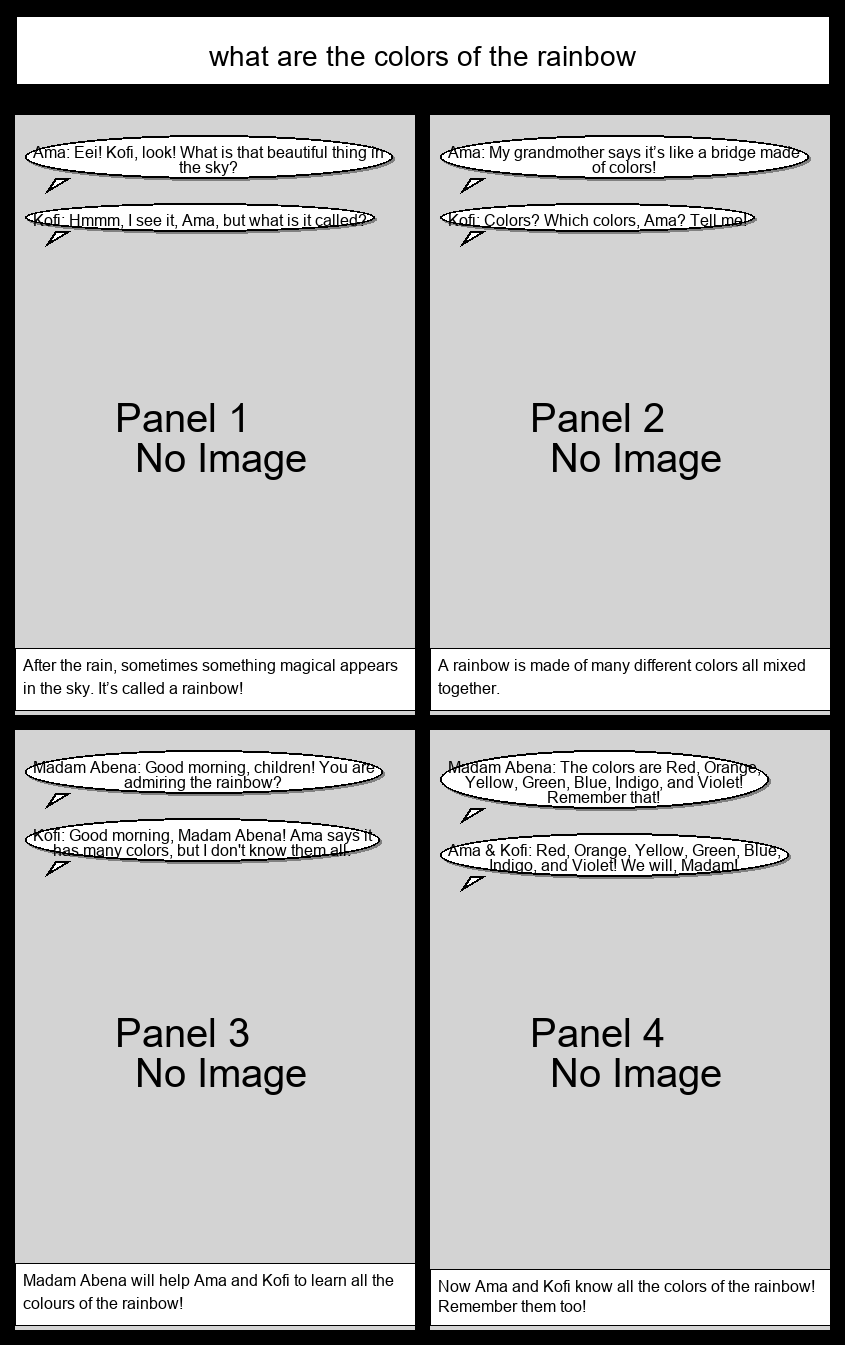 what are the colors of the rainbow
Ama: Eei! Kofi, look! What is that beautiful thing in
the sky?
Kofi: Hmmm, I see it, Ama, but what is it called?
Panel 1
No Image
After the rain, sometimes something magical appears
in the sky. It’s called a rainbow!
Ama: My grandmother says it’s like a bridge made
of colors!
Kofi: Colors? Which colors, Ama? Tell me!
Panel 2
No Image
A rainbow is made of many different colors all mixed
together.
Madam Abena: Good morning, children! You are
admiring the rainbow?
Kofi: Good morning, Madam Abena! Ama says it
has many colors, but I don't know them all.
Panel 3
No Image
Madam Abena will help Ama and Kofi to learn all the
colours of the rainbow!
Madam Abena: The colors are Red, Orange,
Yellow, Green, Blue, Indigo, and Violet!
Remember that!
Ama & Kofi: Red, Orange, Yellow, Green, Blue,
Indigo, and Violet! We will, Madam!
Panel 4
No Image
Now Ama and Kofi know all the colors of the rainbow!
Remember them too!